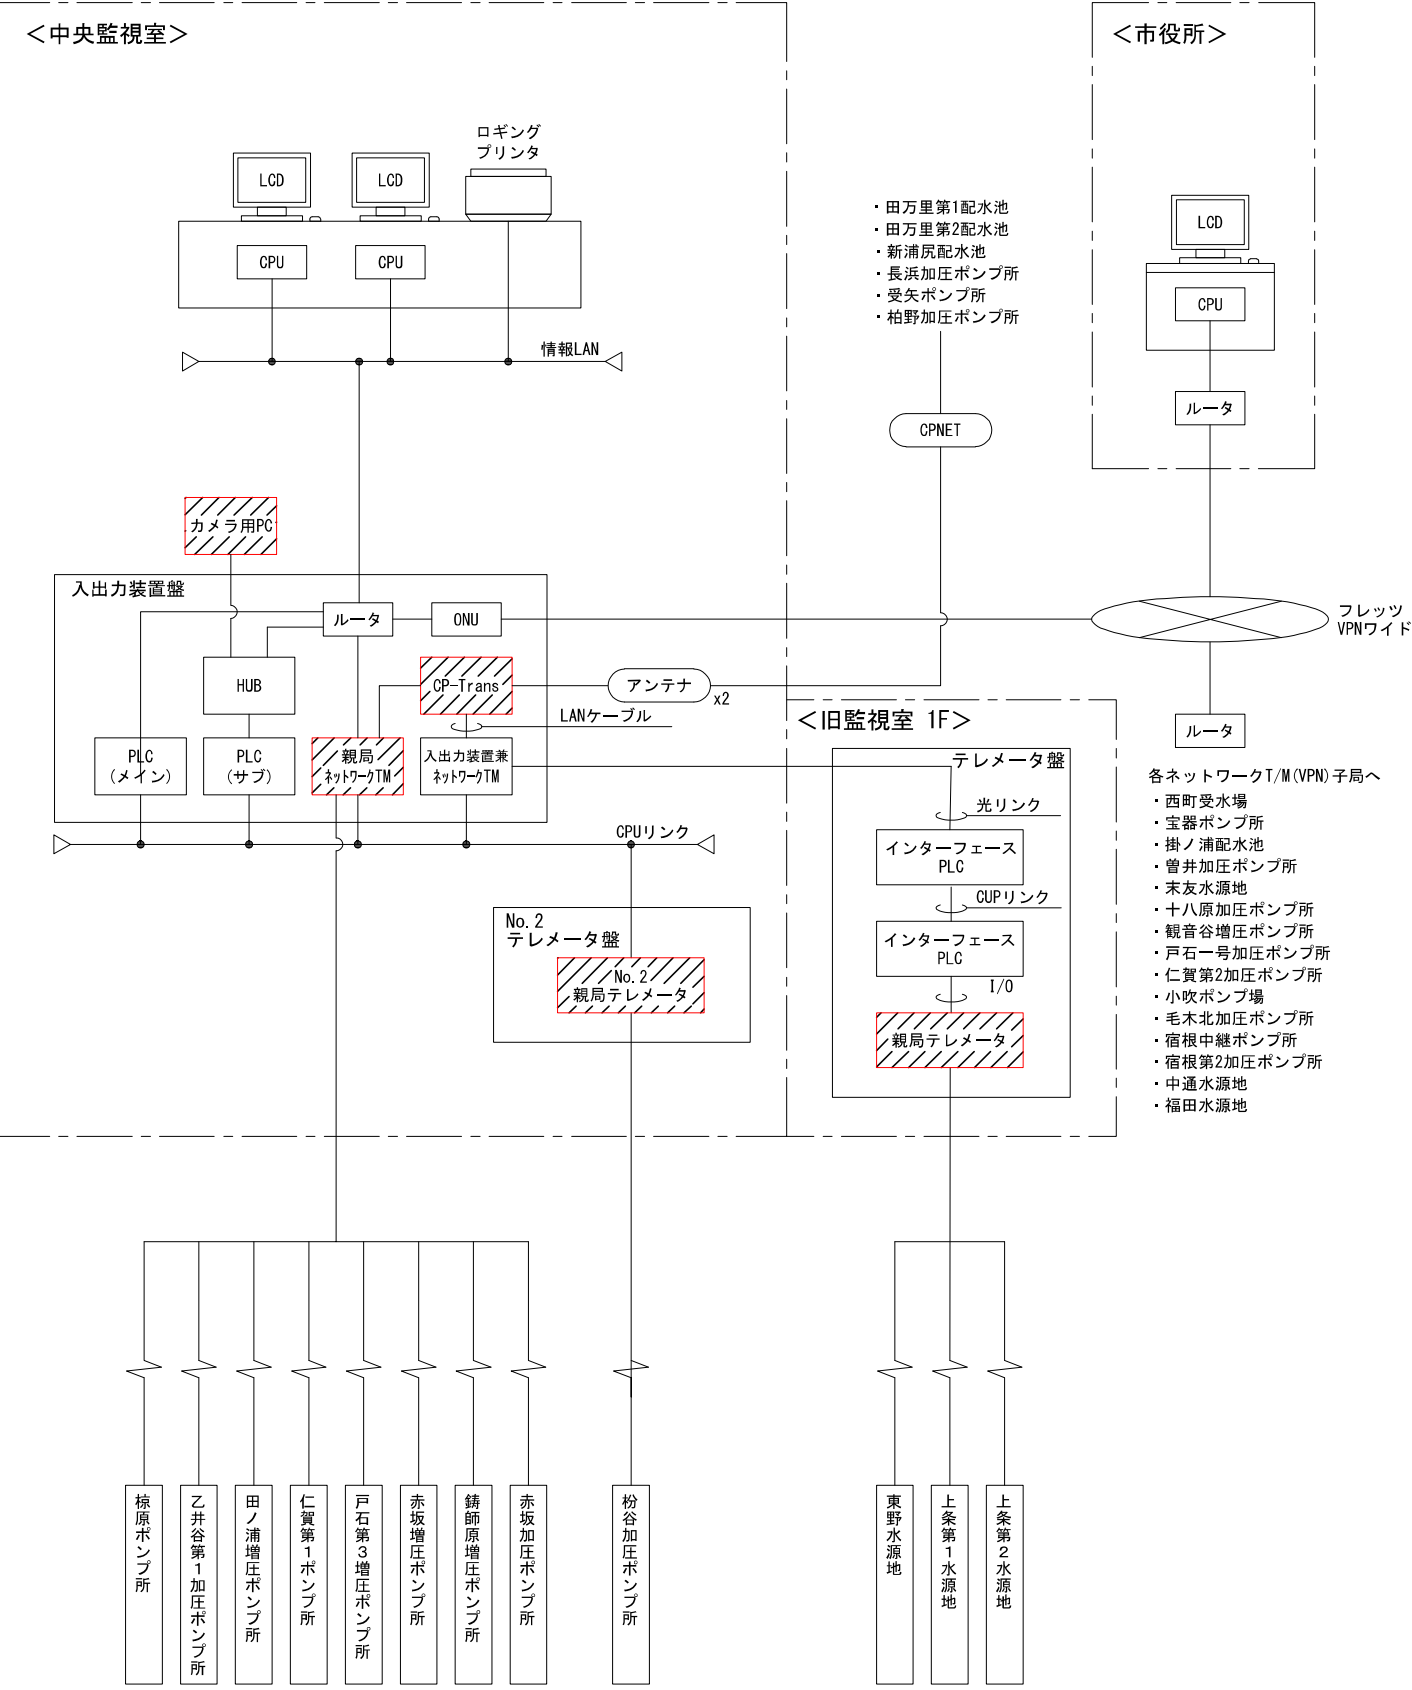 ＜中央監視室＞
＜市役所＞
ロギング
プリンタ
LCD
LCD
CPU
CPU
情報LAN
・田万里第1配水池
・田万里第2配水池
・新浦尻配水池
・長浜加圧ポンプ所
・受矢ポンプ所
・柏野加圧ポンプ所
CPNET
LCD
CPU
ルータ
カメラ用PC
入出力装置盤
ルータ
ONU
HUB
CP-Trans
アンテナ
x2
LANケーブル
PLC
(メイン)
PLC
(サブ)
親局
ﾈｯﾄﾜｰｸTM
入出力装置兼
ﾈｯﾄﾜｰｸTM
CPUリンク
フレッツ
VPNワイド
ルータ
＜旧監視室 1F＞
テレメータ盤
光リンク
インターフェース
PLC
CUPリンク
インターフェース
PLC
I/O
親局テレメータ
No.2
テレメータ盤
No.2
親局テレメータ
各ネットワークT/M(VPN)子局へ
・西町受水場
・宝器ポンプ所
・掛ノ浦配水池
・曽井加圧ポンプ所
・末友水源地
・十八原加圧ポンプ所
・観音谷増圧ポンプ所
・戸石一号加圧ポンプ所
・仁賀第2加圧ポンプ所
・小吹ポンプ場
・毛木北加圧ポンプ所
・宿根中継ポンプ所
・宿根第2加圧ポンプ所
・中通水源地
・福田水源地
椋原ポンプ所
乙井谷第1加圧ポンプ所
田ノ浦増圧ポンプ所
仁賀第1ポンプ所
戸石第3増圧ポンプ所
赤坂増圧ポンプ所
鋳師原増圧ポンプ所
赤坂加圧ポンプ所
枌谷加圧ポンプ所
東野水源地
上条第1水源地
上条第2水源地